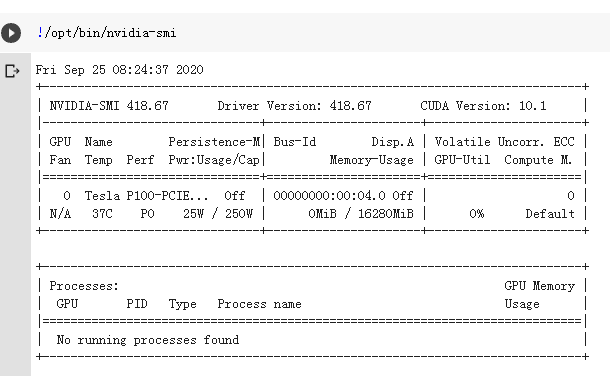 !/opt/bin/nvidia-smi
Fri Sep 25 08:24:37 2020
+-----------------------------------------------------------------------------+
| NVIDIA-SMI 418.67       Driver Version: 418.67       CUDA Version: 10.1     |
|-------------------------------+----------------------+----------------------+
| GPU  Name        Persistence-M| Bus-Id        Disp.A | Volatile Uncorr. ECC |
| Fan  Temp  Perf  Pwr:Usage/Cap|         Memory-Usage | GPU-Util  Compute M. |
|===============================+======================+======================|
|   0  Tesla P100-PCIE...  Off  | 00000000:00:04.0 Off |                    0 |
| N/A   37C    P0    25W / 250W |      0MiB / 16280MiB |      0%      Default |
+-------------------------------+----------------------+----------------------+
+-----------------------------------------------------------------------------+
| Processes:                                                       GPU Memory |
|  GPU       PID   Type   Process name                             Usage      |
|=============================================================================|
|  No running processes found                                                 |
+-----------------------------------------------------------------------------+